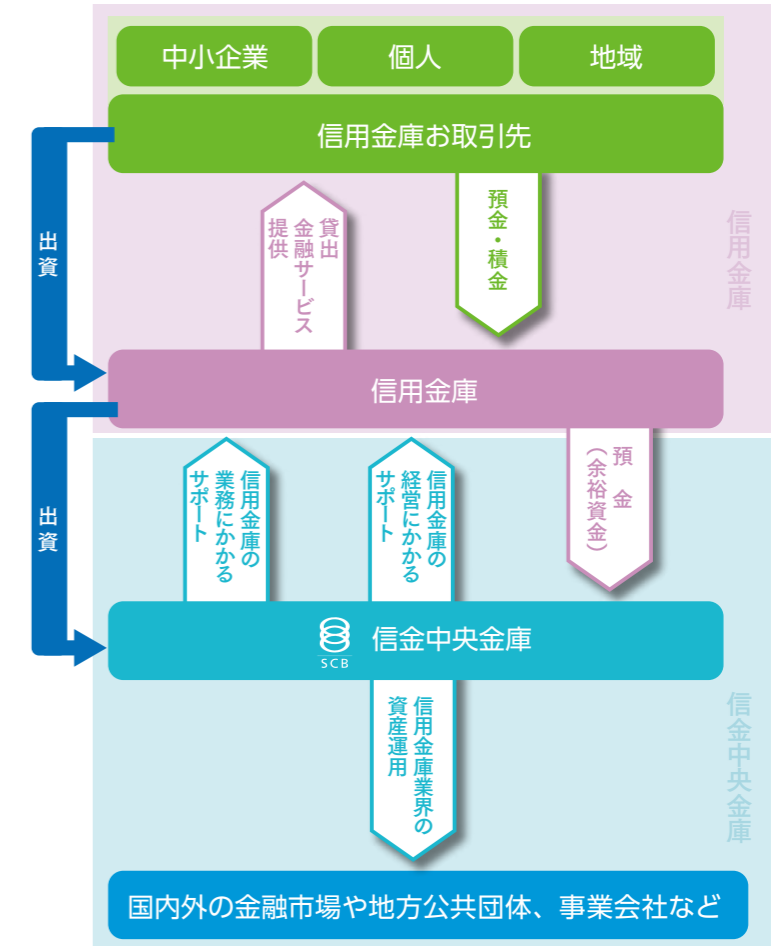 中小企業
個人
地域
信用金庫お取引先
出資
貸出
金融サービス
提供
預金・積金
信用金庫
信用金庫
出資
信用金庫の
業務にかかる
サポート
信用金庫の
経営にかかる
サポート
預 金
（余裕資金）
SCB
信金中央金庫
信用金庫業界の
資産運用
信金中央金庫
国内外の金融市場や地方公共団体、事業会社など